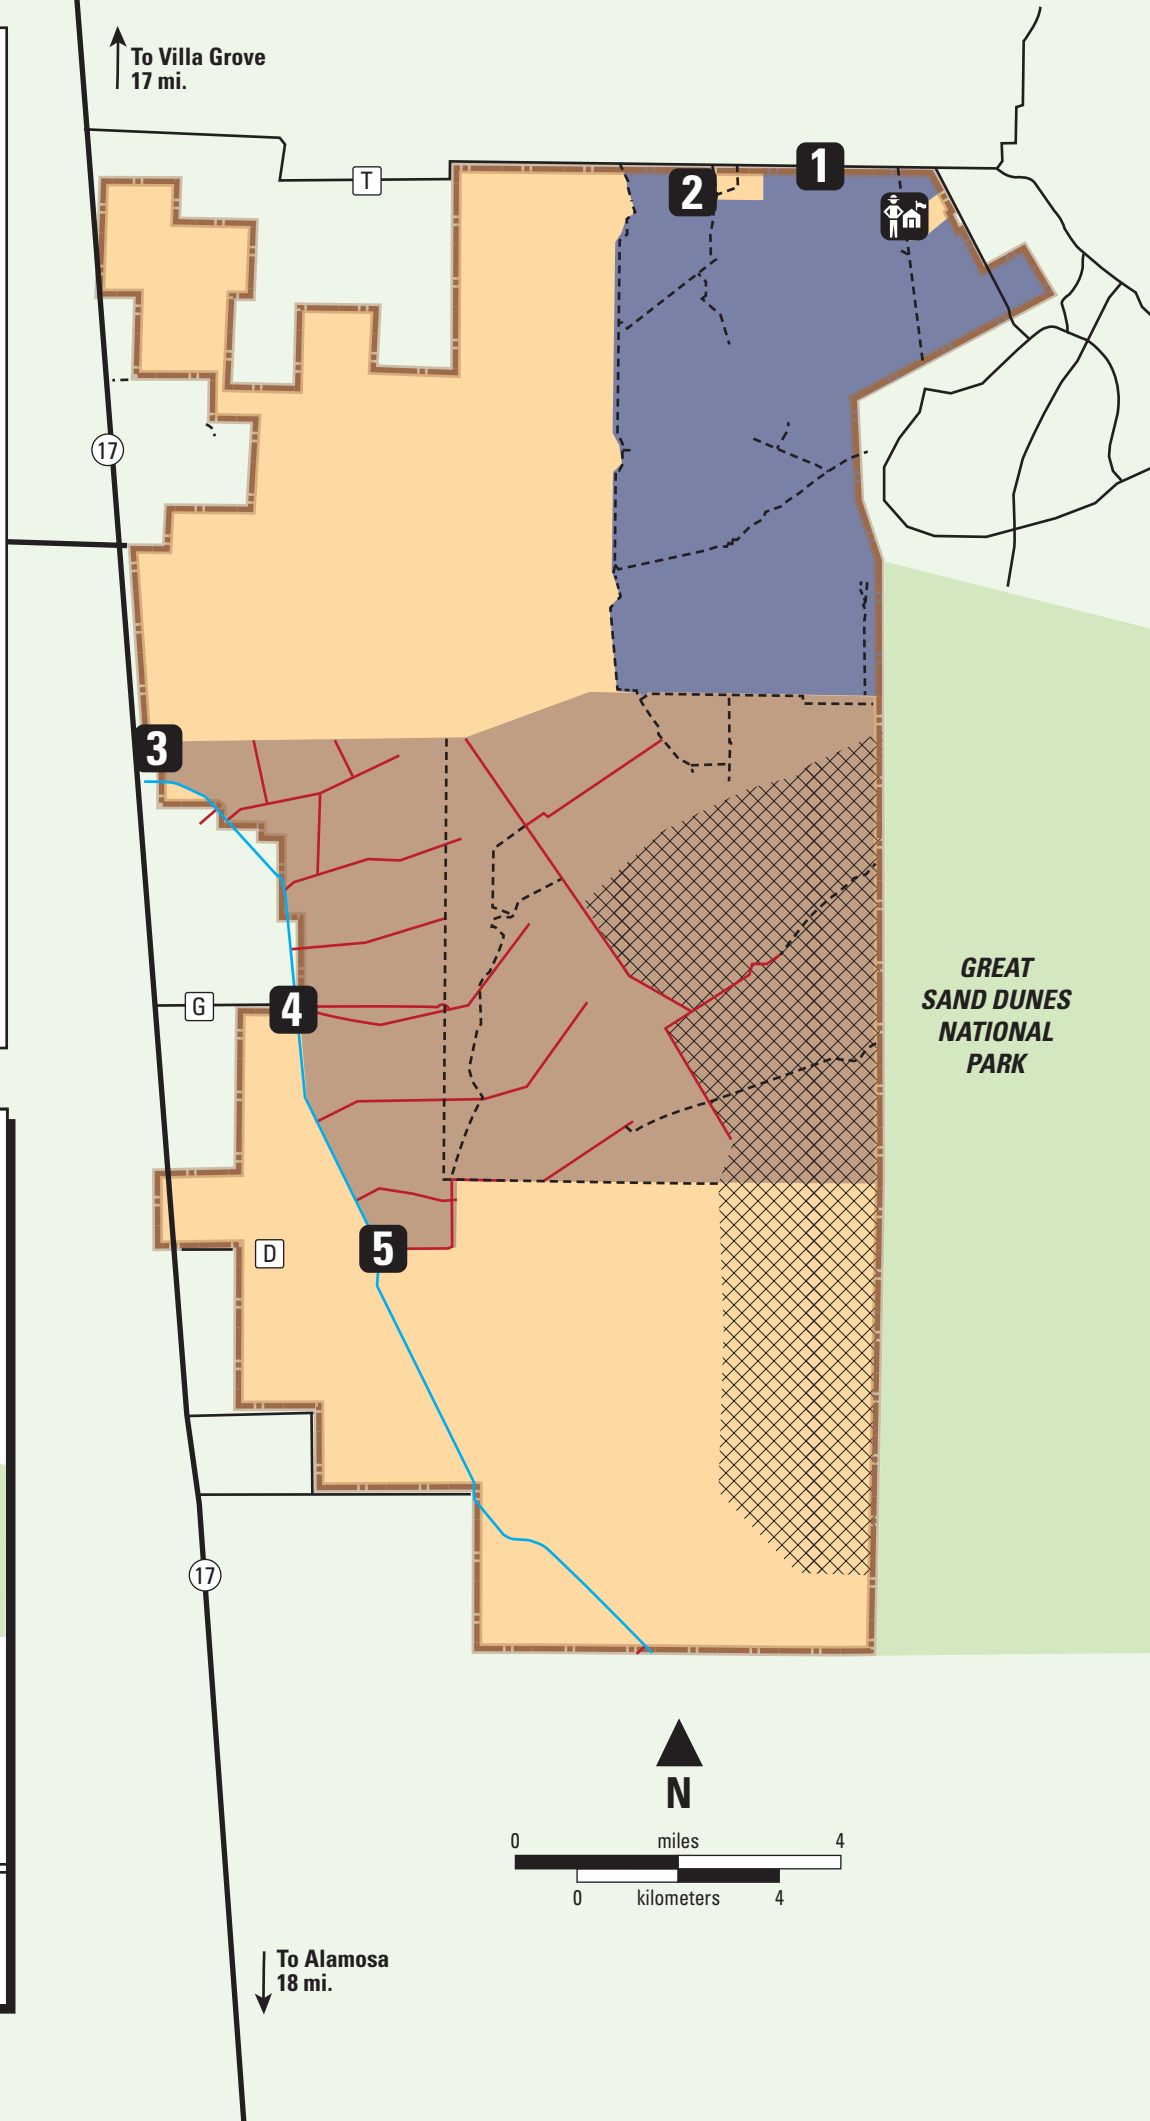 To Villa Grove
17 mi.
1
T
2
17
3
GREAT
SAND DUNES
NATIONAL
PARK
G
4
D
5
17
N
0 miles 4
0 kilometers 4
To Alamosa
18 mi.